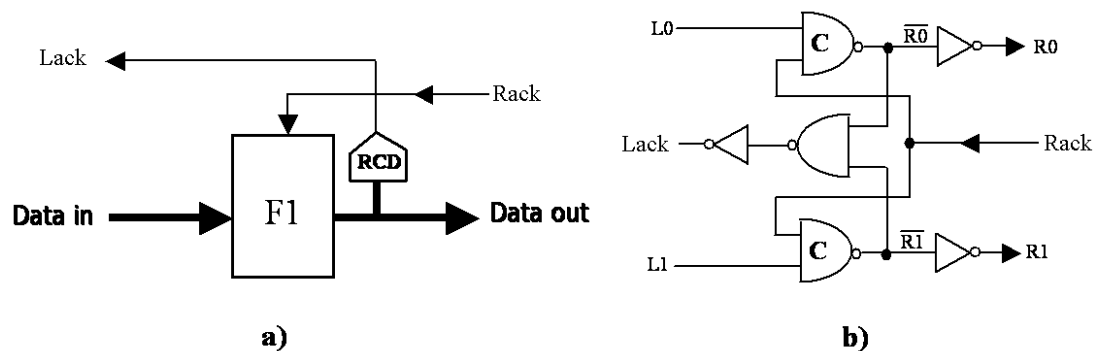 Lack
Rack
RCD
Data in
F1
Data out
a)
L0
C
R0
R0
Lack
Rack
C
R1
R1
L1
b)